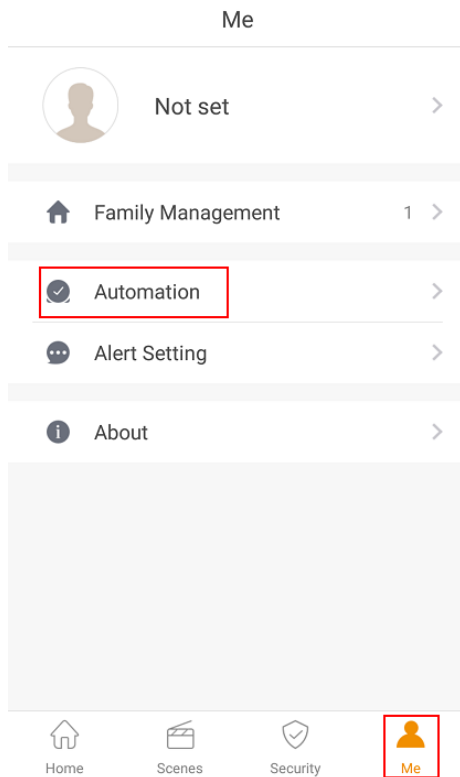 Me
Not set
Family Management 1
Automation
Alert Setting
About
Home Scenes Security Me